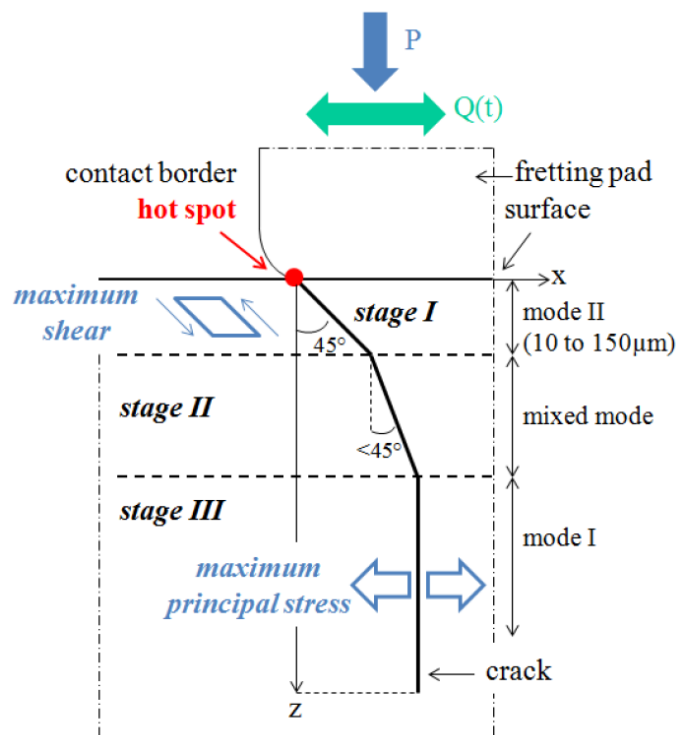 P
Q(t)
contact border
hot spot
fretting pad
surface
x
maximum
shear
stage I
45°
mode II
(10 to 150µm)
stage II
<45°
mixed mode
stage III
mode I
maximum
principal stress
crack
z